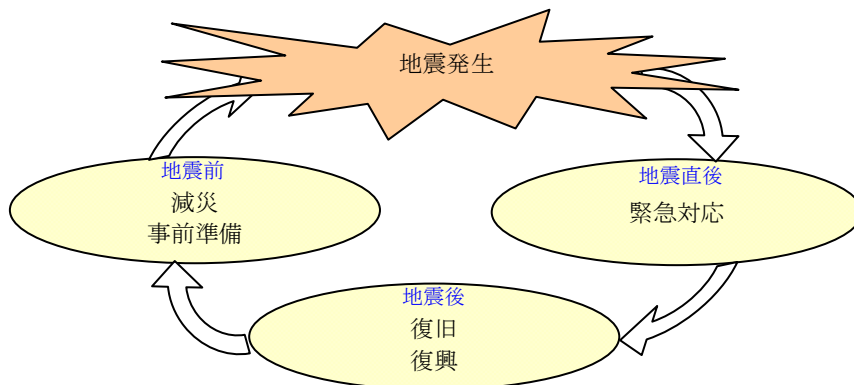 地震発生
地震前
減災
事前準備
地震直後
緊急対応
地震後
復旧
復興